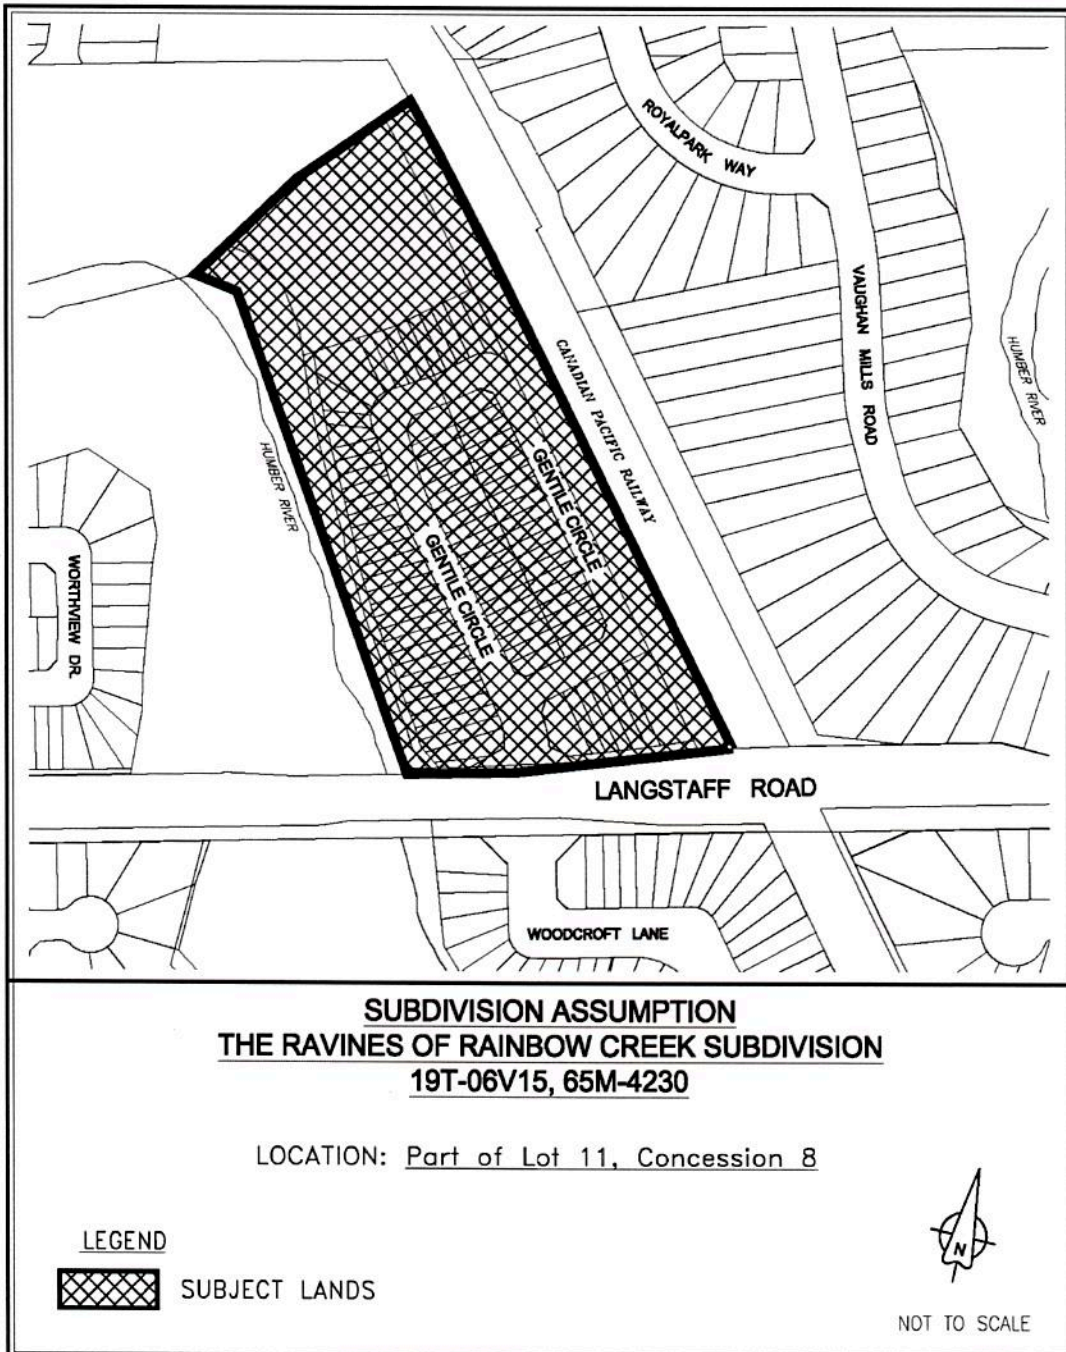 ROYALPARK WAY
VAUGHAN MILLS ROAD
HUMBER RIVER
CANADIAN PACIFIC RAILWAY
GENTILE CIRCLE
GENTILE CIRCLE
HUMBER RIVER
WORTHVIEW DR.
LANGSTAFF ROAD
WOODCROFT LANE
SUBDIVISION ASSUMPTION
THE RAVINES OF RAINBOW CREEK SUBDIVISION
19T-06V15, 65M-4230
LOCATION: Part of Lot 11, Concession 8
LEGEND
SUBJECT LANDS
N
NOT TO SCALE